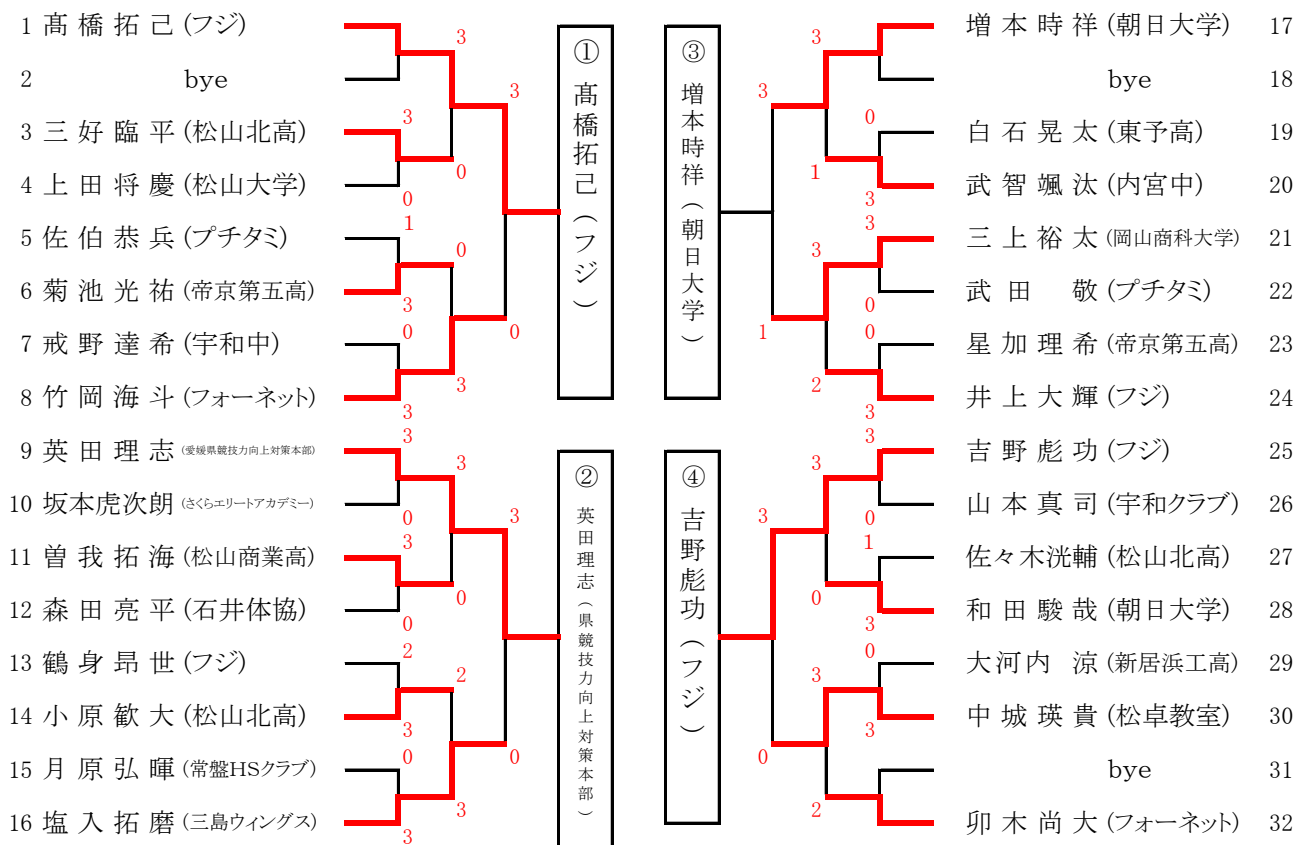 1 髙橋拓己 (フジ)
2 bye
3 三好臨平 (松山北高)
4 上田将慶 (松山大学)
5 佐伯恭兵 (プチタミ)
6 菊池光祐 (帝京第五高)
7 戒野達希 (宇和中)
8 竹岡海斗 (フォーネット)
9 英田理志 (愛媛県競技力向上対策本部)
10 坂本虎次朗 (さくらエリートアカデミー)
11 曽我拓海 (松山商業高)
12 森田亮平 (石井体協)
13 鶴身昂世 (フジ)
14 小原歓大 (松山北高)
15 月原弘暉 (常盤HSクラブ)
16 塩入拓磨 (三島ウィングス)
3
3
3
0
0
1
0
3
0
0
3
3
3
3
0
3
3
0
0
2
2
3
0
0
3
3
① 髙橋拓己（フジ）
② 英田理志（県競技力向上対策本部）
③ 増本時祥（朝日大学）
④ 吉野彪功（フジ）
3
3
0
1
3
3
3
0
0
1
2
3
3
3
3
0
1
0
3
0
3
3
0
2
増本時祥 (朝日大学) 17
bye 18
白石晃太 (東予高) 19
武智颯汰 (内宮中) 20
三上裕太 (岡山商科大学) 21
武田 敬 (プチタミ) 22
星加理希 (帝京第五高) 23
井上大輝 (フジ) 24
吉野彪功 (フジ) 25
山本真司 (宇和クラブ) 26
佐々木洸輔 (松山北高) 27
和田駿哉 (朝日大学) 28
大河内 涼 (新居浜工高) 29
中城瑛貴 (松卓教室) 30
bye 31
卯木尚大 (フォーネット) 32